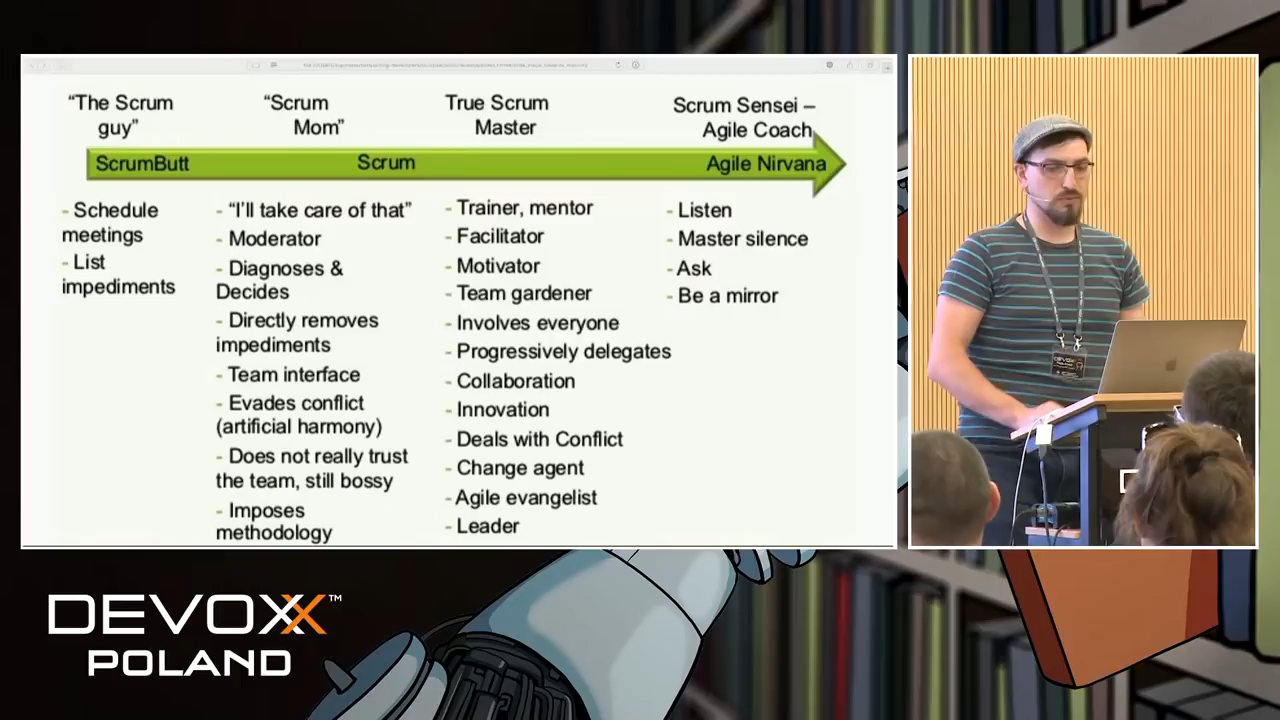 “The Scrum
guy”
“Scrum
Mom”
True Scrum
Master
Scrum Sensei –
Agile Coach
ScrumButt
Scrum
Agile Nirvana
- Schedule
meetings
- List
impediments
- “I’ll take care of that”
- Moderator
- Diagnoses &
Decides
- Directly removes
impediments
- Team interface
- Evades conflict
(artificial harmony)
- Does not really trust
the team, still bossy
- Imposes
methodology
- Trainer, mentor
- Facilitator
- Motivator
- Team gardener
- Involves everyone
- Progressively delegates
- Collaboration
- Innovation
- Deals with Conflict
- Change agent
- Agile evangelist
- Leader
- Listen
- Master silence
- Ask
- Be a mirror
DEVOXX
DEVOXX™
POLAND